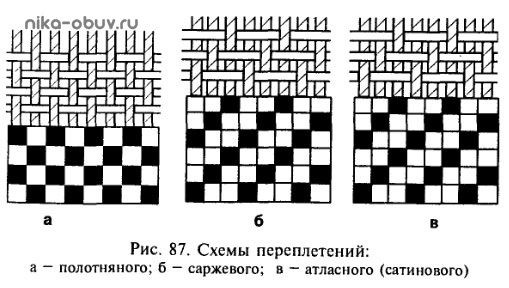 nika-obuv.ru
а б в
Рис. 87. Схемы переплетений:
а – полотняного; б – саржевого; в – атласного (сатинового)